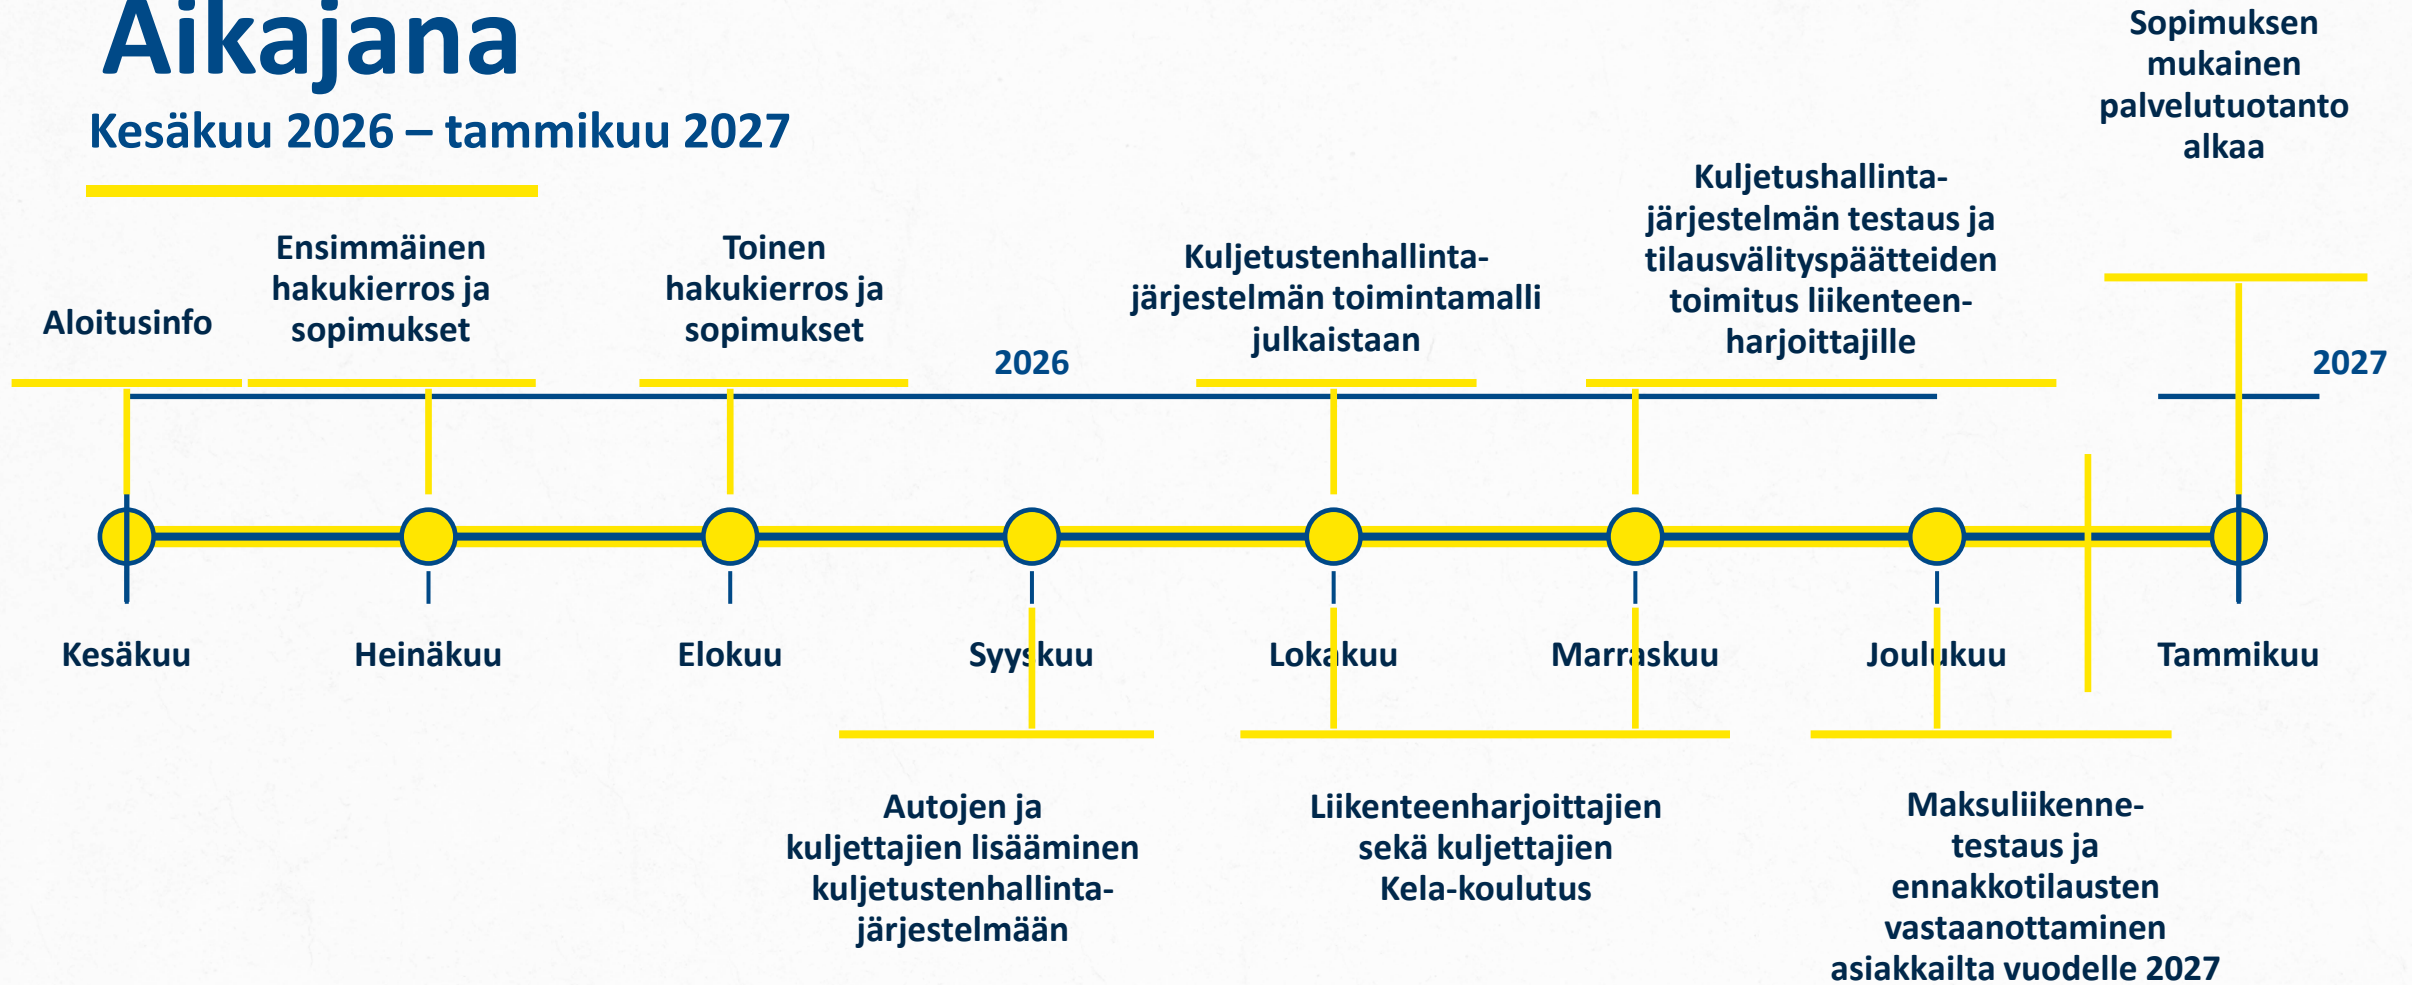 Aikajana
Kesäkuu 2026 – tammikuu 2027
Aloitusinfo
Ensimmäinen
hakukierros ja
sopimukset
Toinen
hakukierros ja
sopimukset
2026
Kuljetustenhallinta-
järjestelmän toimintamalli
julkaistaan
Kuljetushallinta-
järjestelmän testaus ja
tilausvälityspäätteiden
toimitus liikenteen-
harjoittajille
Sopimuksen
mukainen
palvelutuotanto
alkaa
2027
Kesäkuu
Heinäkuu
Elokuu
Syyskuu
Lokakuu
Marraskuu
Joulukuu
Tammikuu
Autojen ja
kuljettajien lisääminen
kuljetustenhallinta-
järjestelmään
Liikenteenharjoittajien
sekä kuljettajien
Kela-koulutus
Maksuliikenne-
testaus ja
ennakkotilausten
vastaanottaminen
asiakkailta vuodelle 2027